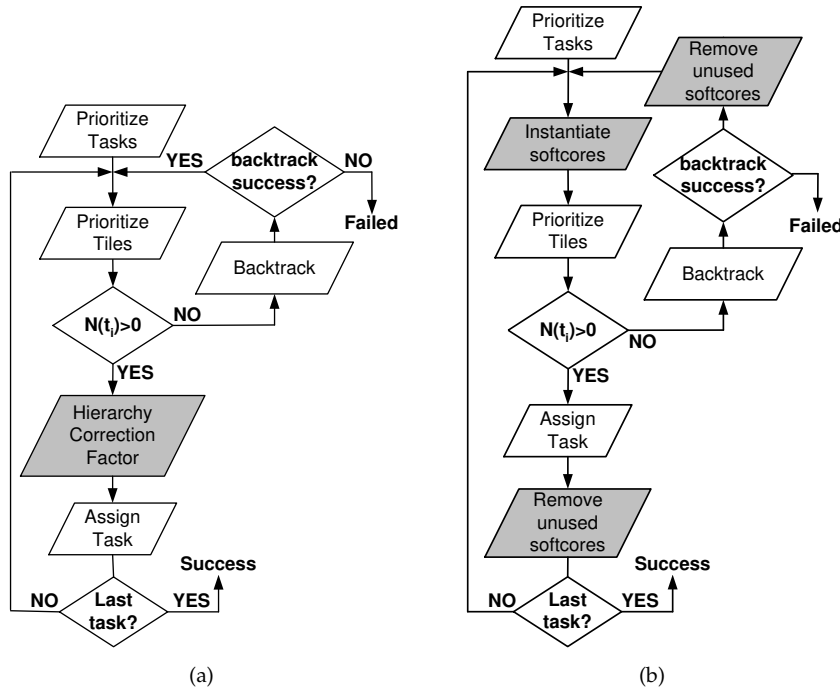 Prioritize
Tasks
YES
backtrack
success?
NO
Failed
Prioritize
Tiles
Backtrack
N(ti)>0
NO
YES
Hierarchy
Correction
Factor
Assign
Task
Success
NO
Last
task?
YES
(a)
Prioritize
Tasks
Remove
unused
softcores
Instantiate
softcores
backtrack
success?
Failed
Prioritize
Tiles
Backtrack
N(ti)>0
NO
YES
Assign
Task
Remove
unused
softcores
Success
NO
Last
task?
YES
(b)